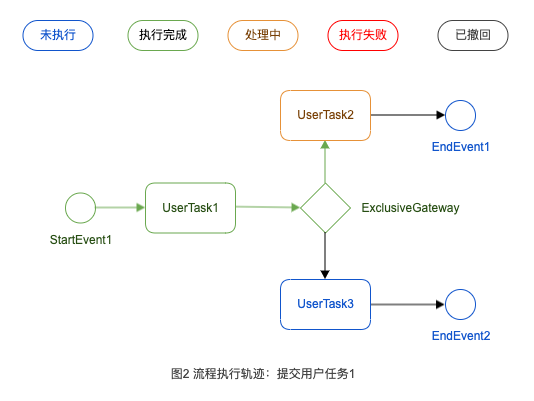 未执行
执行完成
处理中
执行失败
已撤回
UserTask2
EndEvent1
UserTask1
ExclusiveGateway
StartEvent1
UserTask3
EndEvent2
图2 流程执行轨迹：提交用户任务1